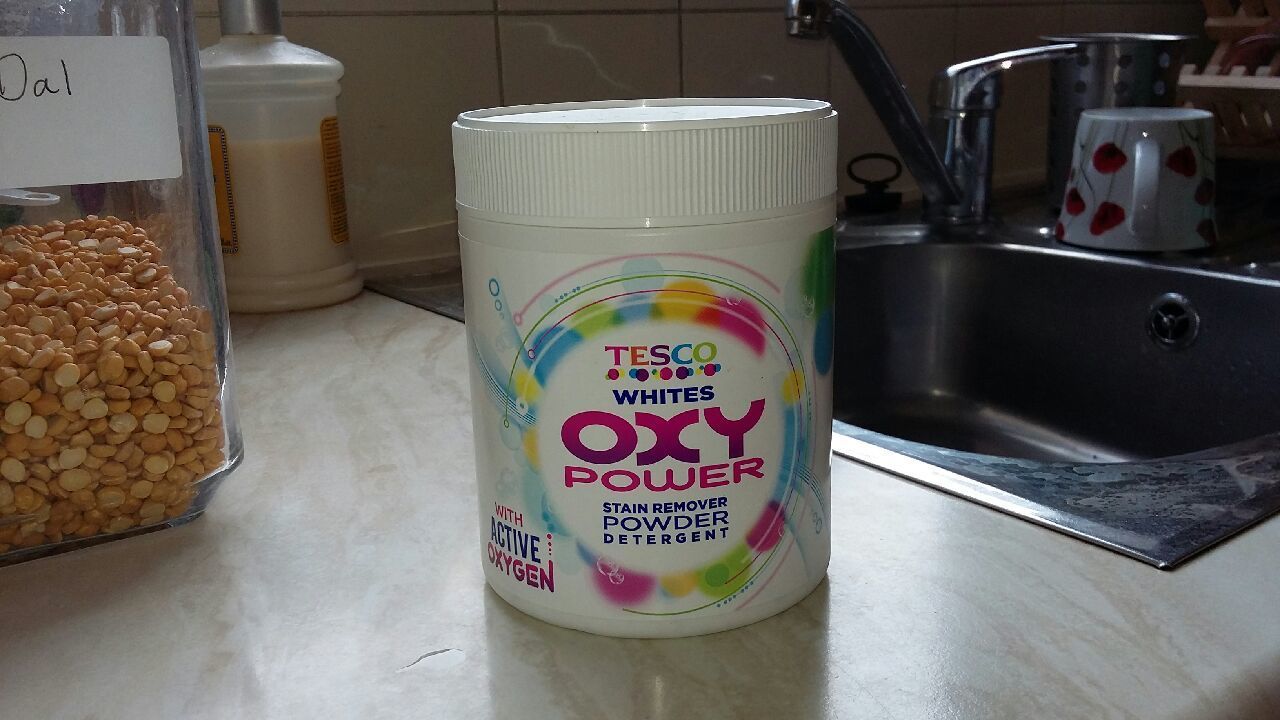 Dal
TESCO
WHITES
OXY
POWER
STAIN REMOVER
POWDER
DETERGENT
WITH
ACTIVE
OXYGEN